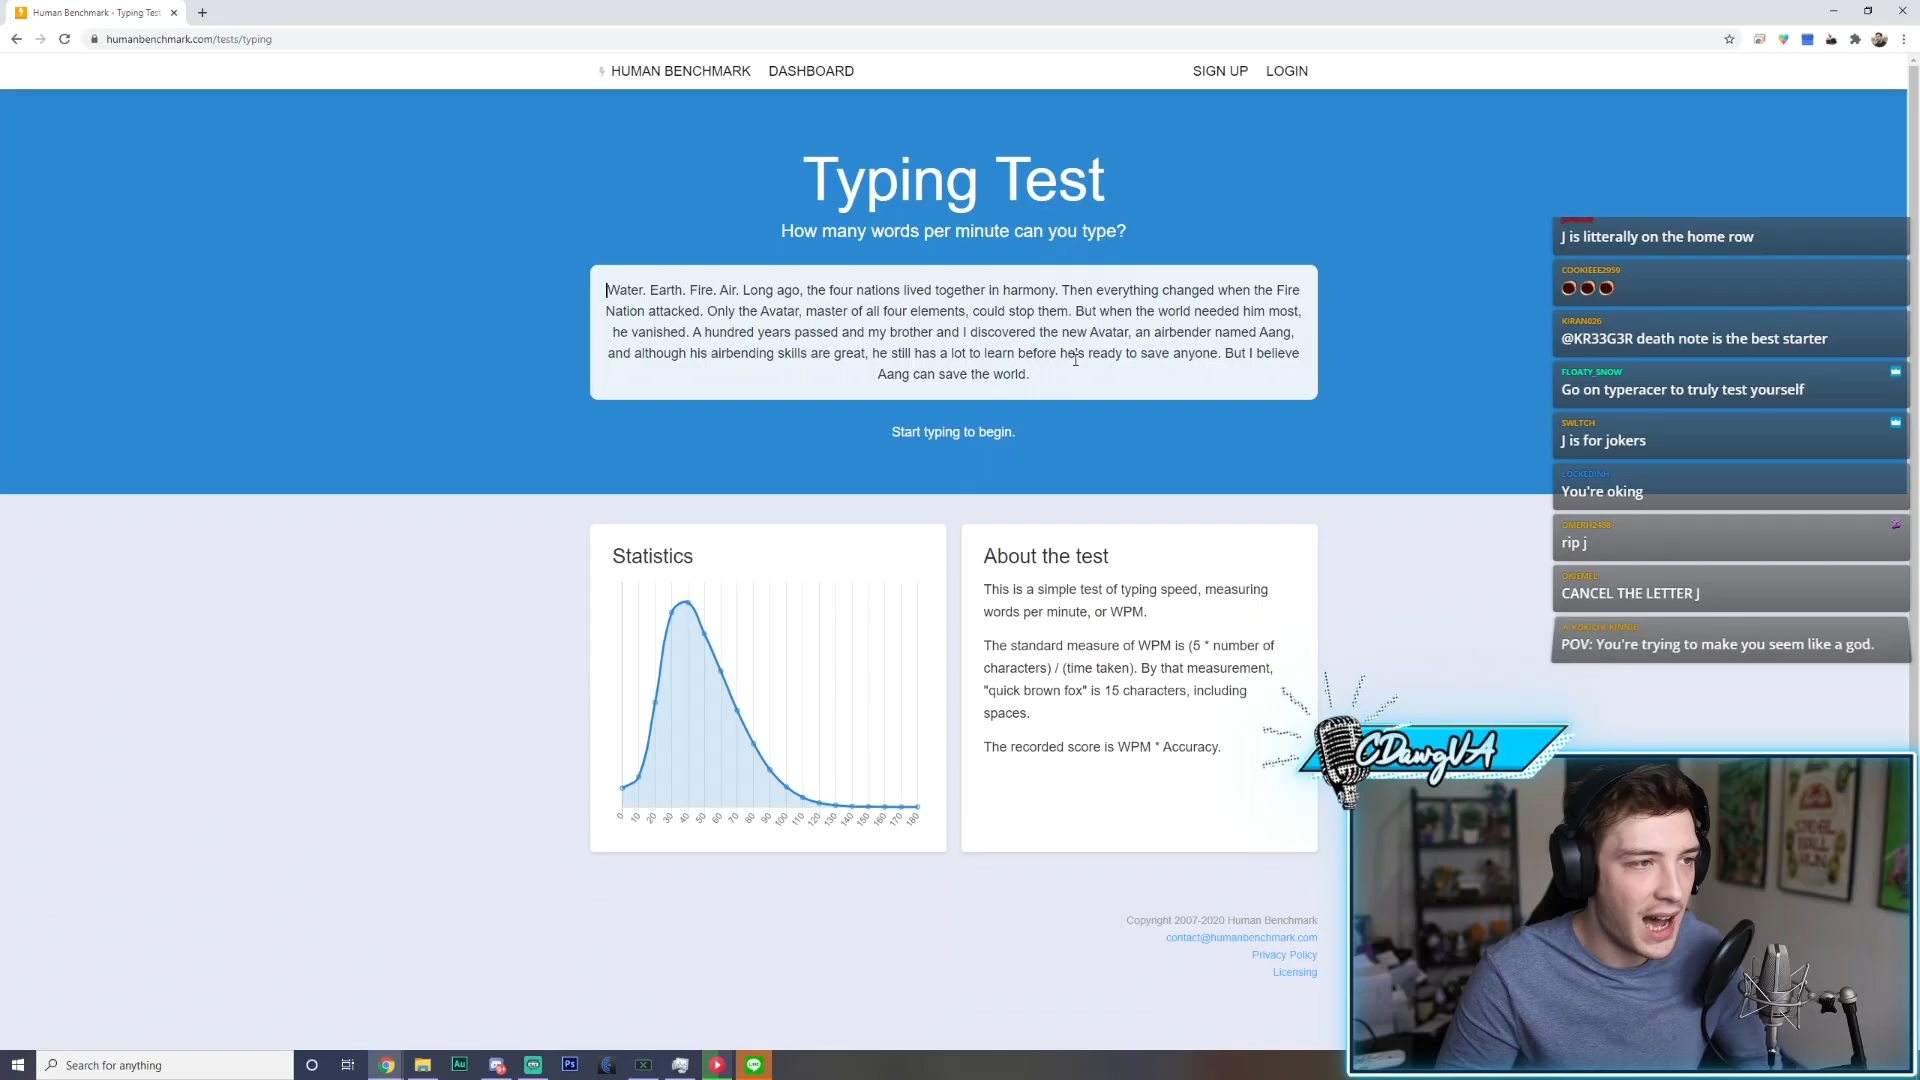 Human Benchmark - Typing Test
humanbenchmark.com/tests/typing
HUMAN BENCHMARK
DASHBOARD
SIGN UP
LOGIN
Typing Test
How many words per minute can you type?
Water. Earth. Fire. Air. Long ago, the four nations lived together in harmony. Then everything changed when the Fire
Nation attacked. Only the Avatar, master of all four elements, could stop them. But when the world needed him most,
he vanished. A hundred years passed and my brother and I discovered the new Avatar, an airbender named Aang,
and although his airbending skills are great, he still has a lot to learn before he's ready to save anyone. But I believe
Aang can save the world.
Start typing to begin.
J is litterally on the home row
COOKIEEE2959
KIRAN026
@KR33G3R death note is the best starter
FLOATY_SNOW
Go on typeracer to truly test yourself
SWLTCH
J is for jokers
LOCKEDINH
You're oking
OMERH2468
rip j
OKIEMEL
CANCEL THE LETTER J
A_KOKICHI_KINNIE
POV: You're trying to make you seem like a god.
Statistics
0
10
20
30
40
50
60
70
80
90
100
110
120
130
140
150
160
170
180
About the test
This is a simple test of typing speed, measuring
words per minute, or WPM.
The standard measure of WPM is (5 * number of
characters) / (time taken). By that measurement,
"quick brown fox" is 15 characters, including
spaces.
The recorded score is WPM * Accuracy.
CDawgVA
Copyright 2007-2020 Human Benchmark
contact@humanbenchmark.com
Privacy Policy
Licensing
STEEL
BALL
RUN
Search for anything
Au
Ps